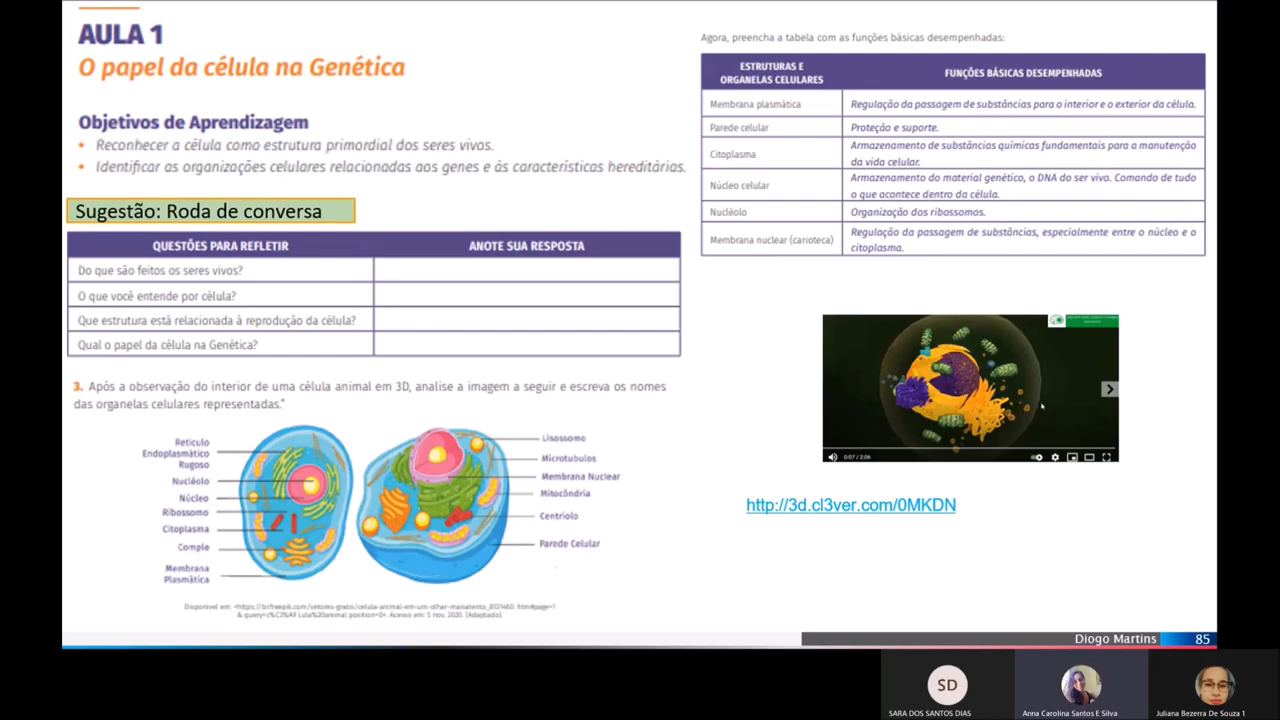 AULA 1
O papel da célula na Genética
Objetivos de Aprendizagem
• Reconhecer a célula como estrutura primordial dos seres vivos.
• Identificar as organizações celulares relacionadas aos genes e às características hereditárias.
Sugestão: Roda de conversa
QUESTÕES PARA REFLETIR ANOTE SUA RESPOSTA
Do que são feitos os seres vivos?
O que você entende por célula?
Que estrutura está relacionada à reprodução da célula?
Qual o papel da célula na Genética?
3. Após a observação do interior de uma célula animal em 3D, analise a imagem a seguir e escreva os nomes
das organelas celulares representadas.*
Retículo
Endoplasmático
Rugoso
Nucléolo
Núcleo
Ribossomo
Citoplasma
Comple
Membrana
Plasmática
Lisossomo
Microtubulos
Membrana Nuclear
Mitocôndria
Centríolo
Parede Celular
Agora, preencha a tabela com as funções básicas desempenhadas:
ESTRUTURAS E
ORGANELAS CELULARES
FUNÇÕES BÁSICAS DESEMPENHADAS
Membrana plasmática
Regulação da passagem de substâncias para o interior e o exterior da célula.
Parede celular
Proteção e suporte.
Citoplasma
Armazenamento de substâncias químicas fundamentais para a manutenção
da vida celular.
Núcleo celular
Armazenamento do material genético, o DNA do ser vivo. Comando de tudo
o que acontece dentro da célula.
Nucléolo
Organização dos ribossomos.
Membrana nuclear (carioteca)
Regulação da passagem de substâncias, especialmente entre o núcleo e o
citoplasma.
0:07 / 2:06
http://3d.cl3ver.com/0MKDN
Diogo Martins 85
SD
SARA DOS SANTOS DIAS
Anna Carolina Santos E Silva
Juliana Bezerra De Souza 1